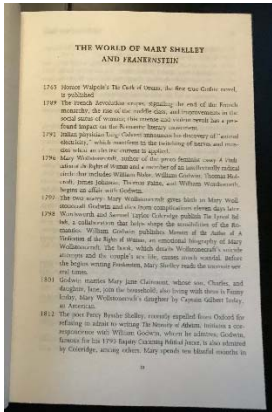 THE WORLD OF MARY SHELLEY
AND FRANKENSTEIN
1765 Horace Walpole's The Castle of Otranto, the first true Gothic novel,
is published
1789 The French Revolution occurs, signaling the end of the French
monarchy, the rise of the middle class, and improvements in the
social status of women; this intense and violent revolt has a pro-
found impact on the Romantic literary movement.
1791 Italian physician Luigi Galvani announces his discovery of "animal
electricity," which manifests in the twitching of nerves and mus-
cles when an electric current is applied.
1796 Mary Wollstonecraft, author of the proto-feminist essay A Vindi-
cation of the Rights of Woman and a member of an intellectually radical
circle that includes William Blake, William Godwin, Thomas Hol-
croft, James Johnson, Thomas Paine, and William Wordsworth,
begins an affair with Godwin.
1797 The two marry. Mary Wollstonecraft gives birth to Mary Woll-
stonecraft Godwin and dies from complications eleven days later.
1798 Wordsworth and Samuel Taylor Coleridge publish The Lyrical Bal-
lads, a collaboration that helps shape the sensibility of the Ro-
mantics. William Godwin publishes Memoirs of the Author of A
Vindication of the Rights of Woman, an emotional biography of Mary
Wollstonecraft. The book, which details Wollstonecraft's suicide
attempts and the couple's sex life, causes much scandal. Before
she begins writing Frankenstein, Mary Shelley reads the memoir sev-
eral times.
1801 Godwin marries Mary Jane Clairmont, whose son, Charles, and
daughter, Jane, join the household, also living with them is Fanny
Imlay, Mary Wollstonecraft's daughter by Captain Gilbert Imlay,
an American.
1812 The poet Percy Bysshe Shelley, recently expelled from Oxford for
refusing to admit to writing The Necessity of Atheism, initiates a cor-
respondence with William Godwin, whom he admires. Godwin,
famous for his 1793 Enquiry Concerning Political Justice, is also admired
by Coleridge, among others. Mary spends ten blissful months in